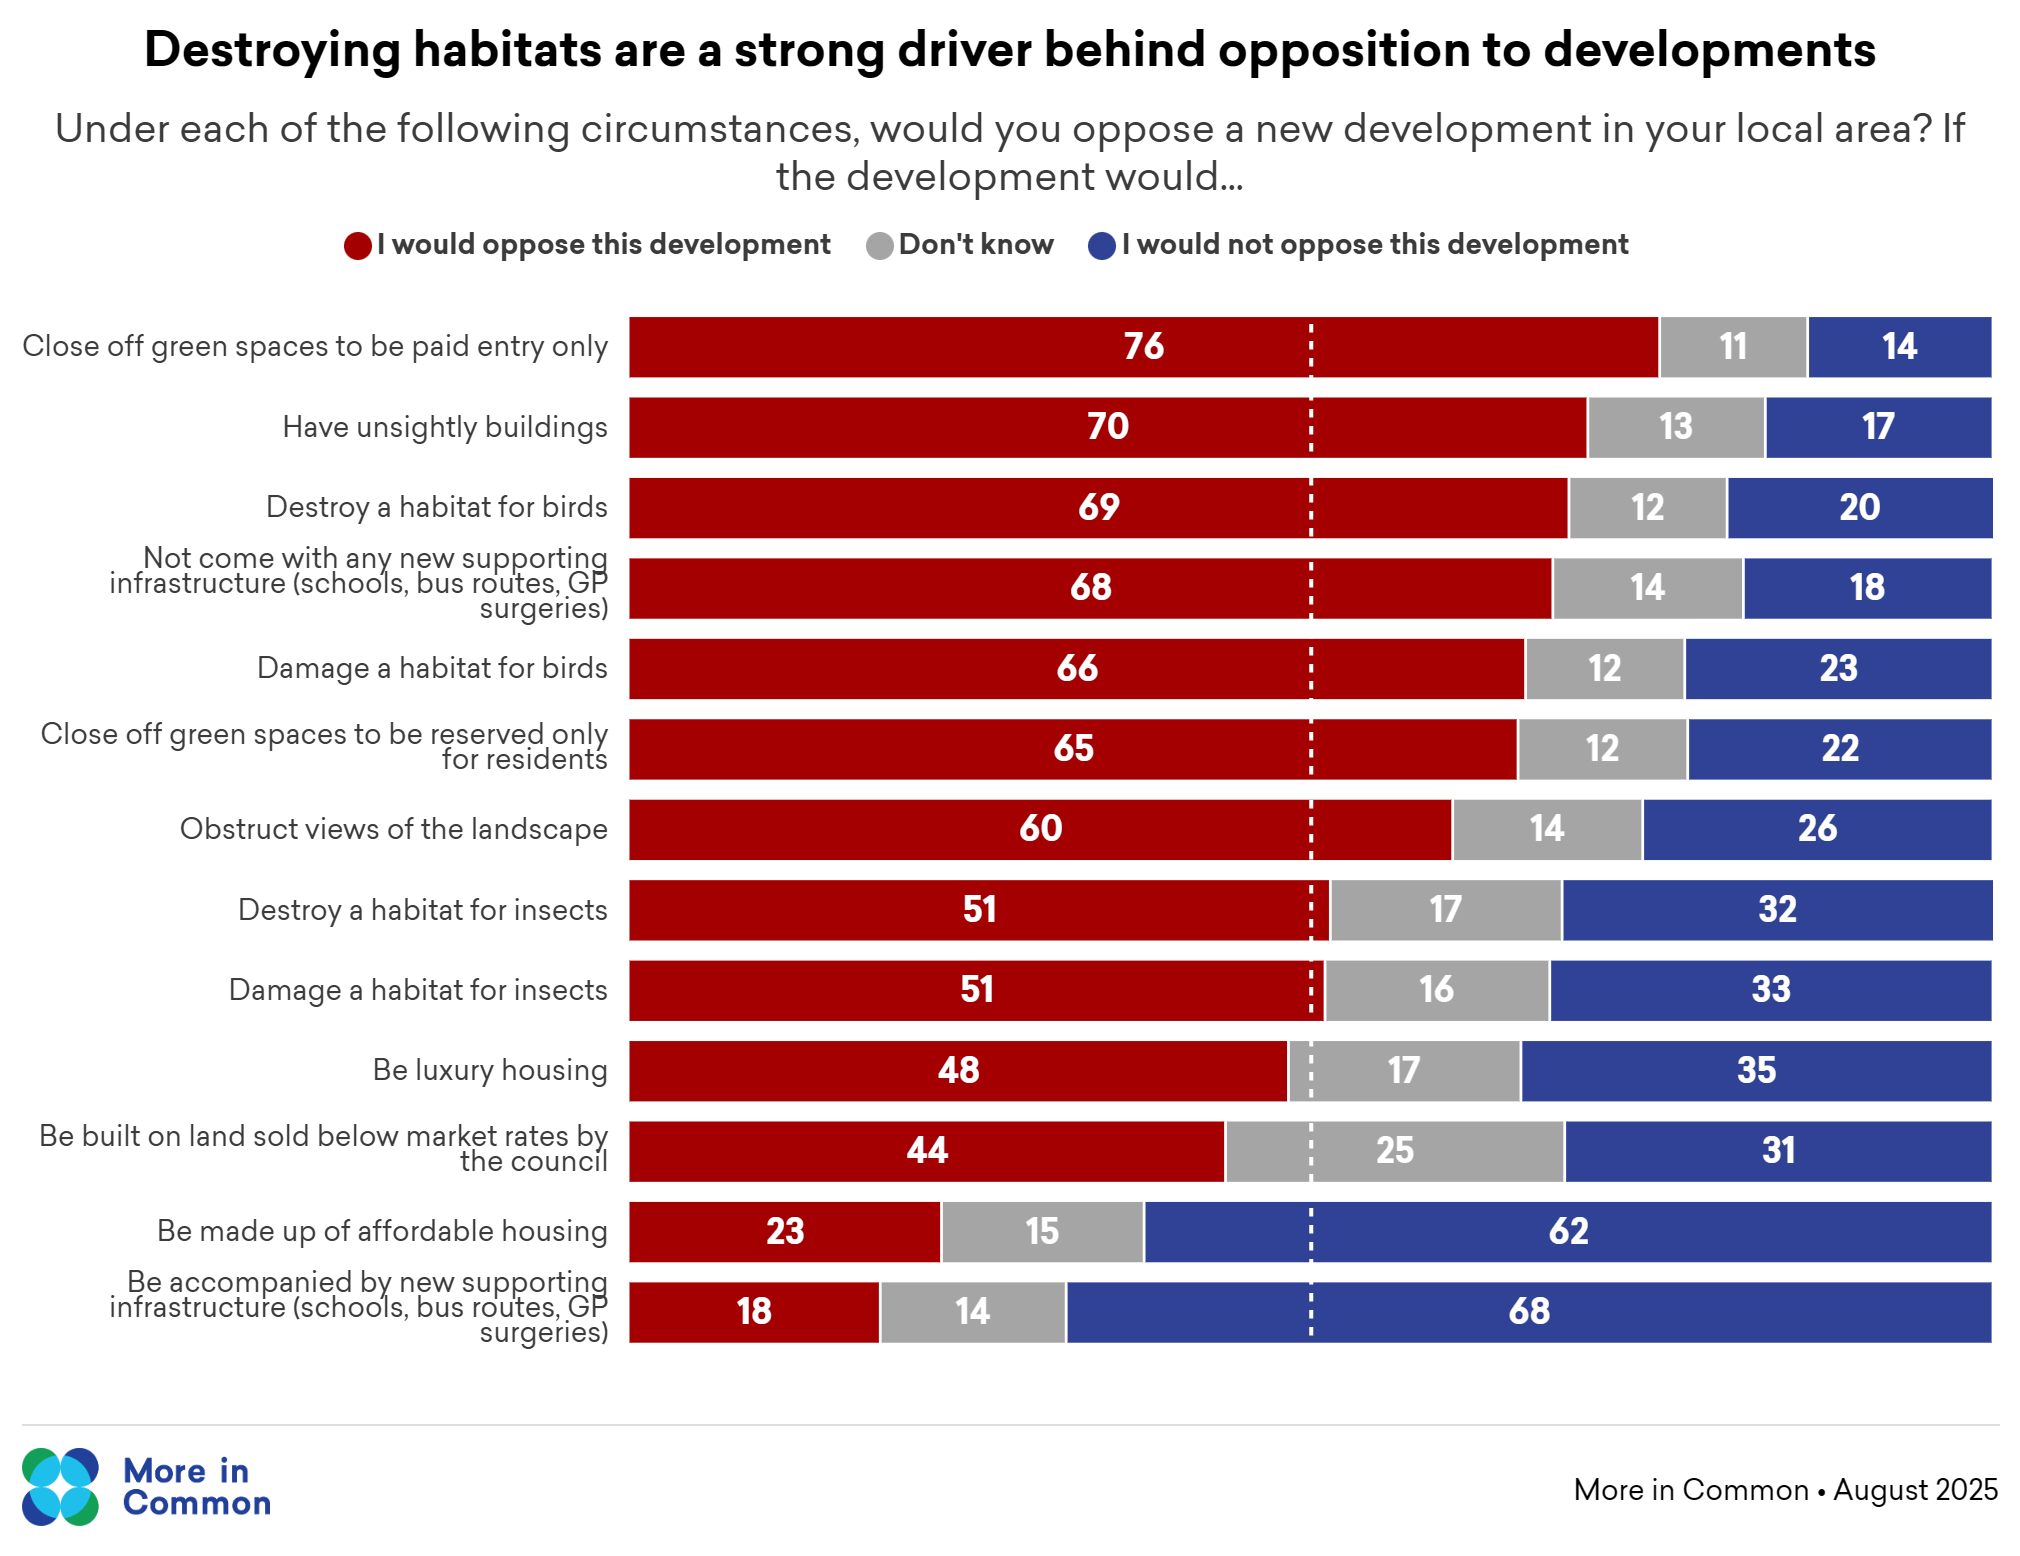 Destroying habitats are a strong driver behind opposition to developments
Under each of the following circumstances, would you oppose a new development in your local area? If
the development would...
I would oppose this development Don't know I would not oppose this development
Close off green spaces to be paid entry only 76 11 14
Have unsightly buildings 70 13 17
Destroy a habitat for birds 69 12 20
Not come with any new supporting
infrastructure (schools, bus routes, GP
surgeries)
68 14 18
Damage a habitat for birds 66 12 23
Close off green spaces to be reserved only
for residents
65 12 22
Obstruct views of the landscape 60 14 26
Destroy a habitat for insects 51 17 32
Damage a habitat for insects 51 16 33
Be luxury housing 48 17 35
Be built on land sold below market rates by
the council
44 25 31
Be made up of affordable housing 23 15 62
Be accompanied by new supporting
infrastructure (schools, bus routes, GP
surgeries)
18 14 68
More in
Common
More in Common • August 2025